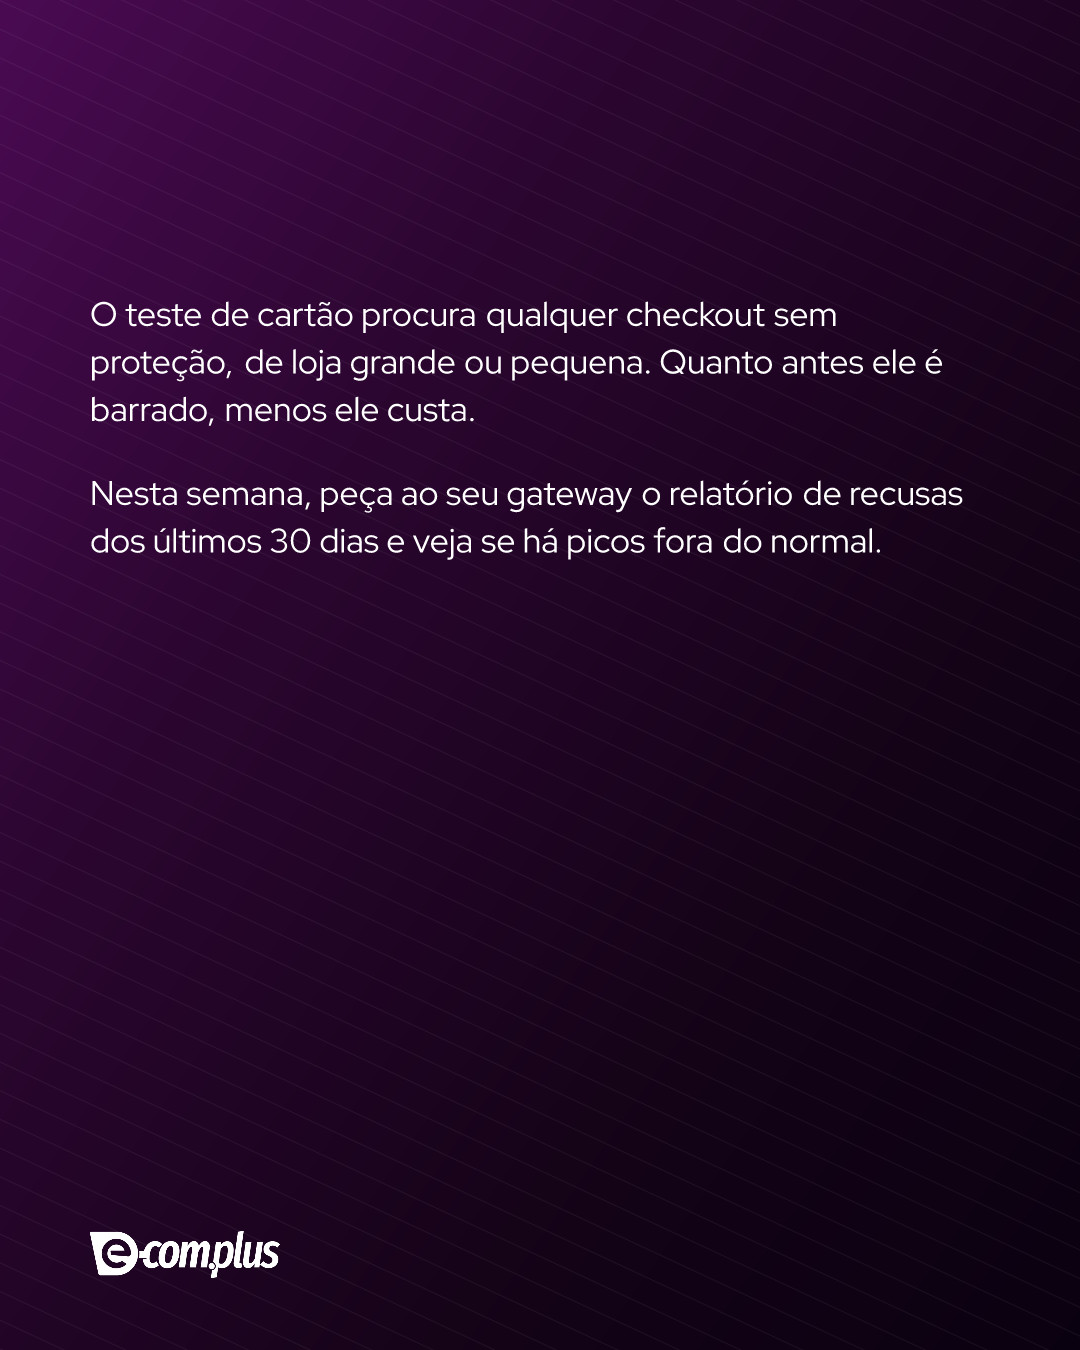 O teste de cartão procura qualquer checkout sem
proteção, de loja grande ou pequena. Quanto antes ele é
barrado, menos ele custa.
Nesta semana, peça ao seu gateway o relatório de recusas
dos últimos 30 dias e veja se há picos fora do normal.
e-com.plus